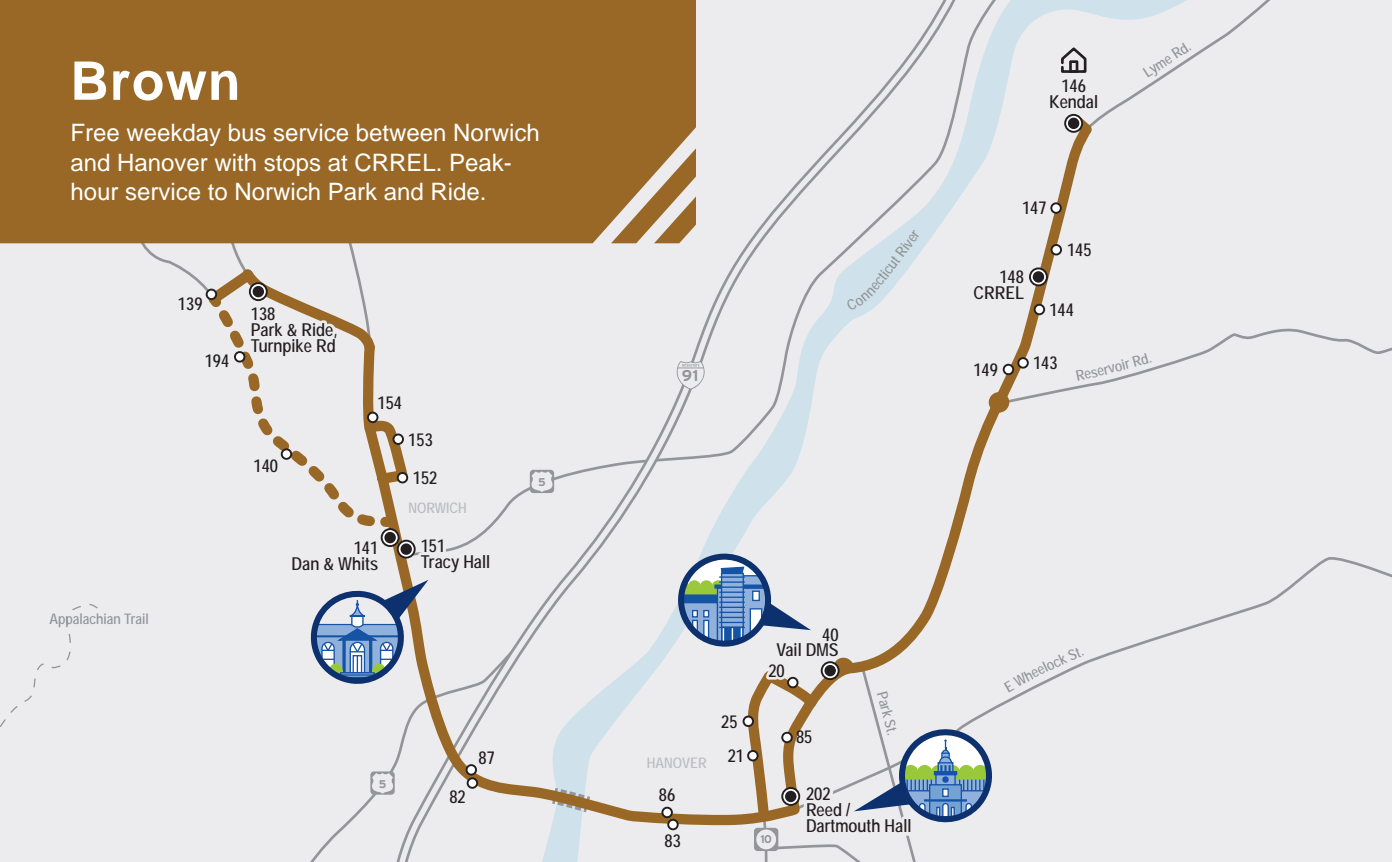 Brown
Free weekday bus service between Norwich
and Hanover with stops at CRREL. Peak-
hour service to Norwich Park and Ride.
146
Kendal
Lyme Rd.
147
145
148
CRREL
144
149
143
Reservoir Rd.
Connecticut River
139
138
Park & Ride,
Turnpike Rd
194
91
154
153
140
152
5
NORWICH
141
Dan & Whits
151
Tracy Hall
Appalachian Trail
40
Vail DMS
20
E Wheelock St.
Park St.
25
85
21
HANOVER
87
5
82
86
83
202
Reed /
Dartmouth Hall
10